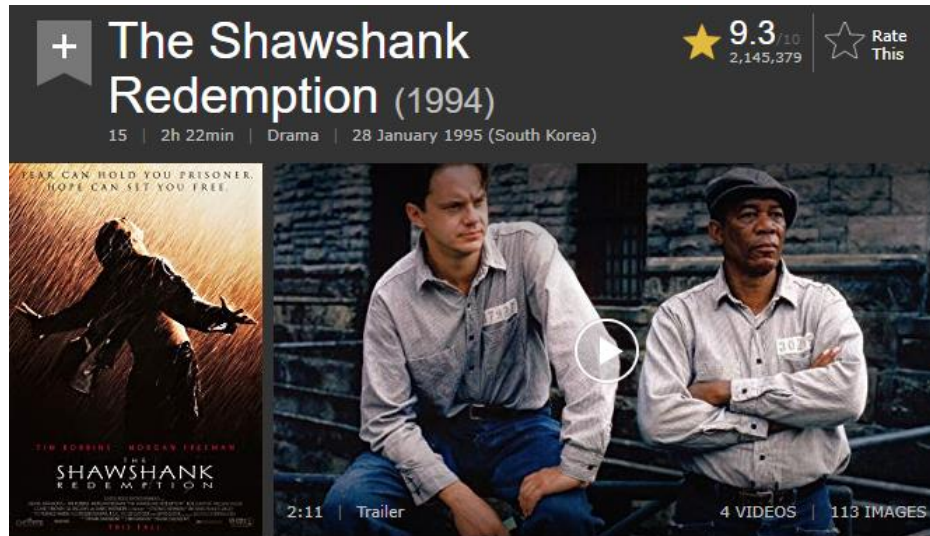 The Shawshank
Redemption (1994)
9.3/10
2,145,379
Rate
This
15 | 2h 22min | Drama | 28 January 1995 (South Korea)
FEAR CAN HOLD YOU PRISONER.
HOPE CAN SET YOU FREE.
TIM ROBBINS MORGAN FREEMAN
THE
SHAWSHANK
REDEMPTION
THIS FALL
2:11 | Trailer
4 VIDEOS | 113 IMAGES